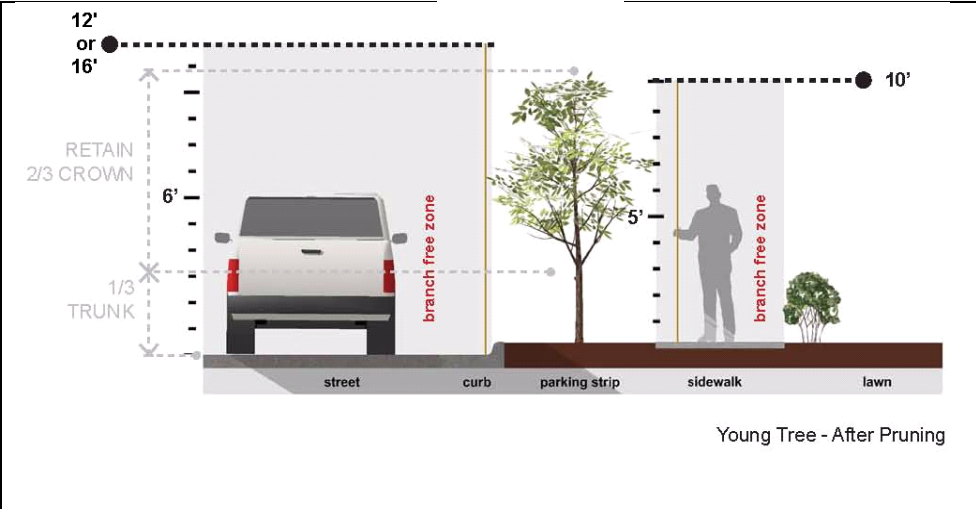 12'
or
16'
10’
RETAIN
2/3 CROWN
6’
5’
branch free zone
branch free zone
1/3
TRUNK
street
curb
parking strip
sidewalk
lawn
Young Tree - After Pruning